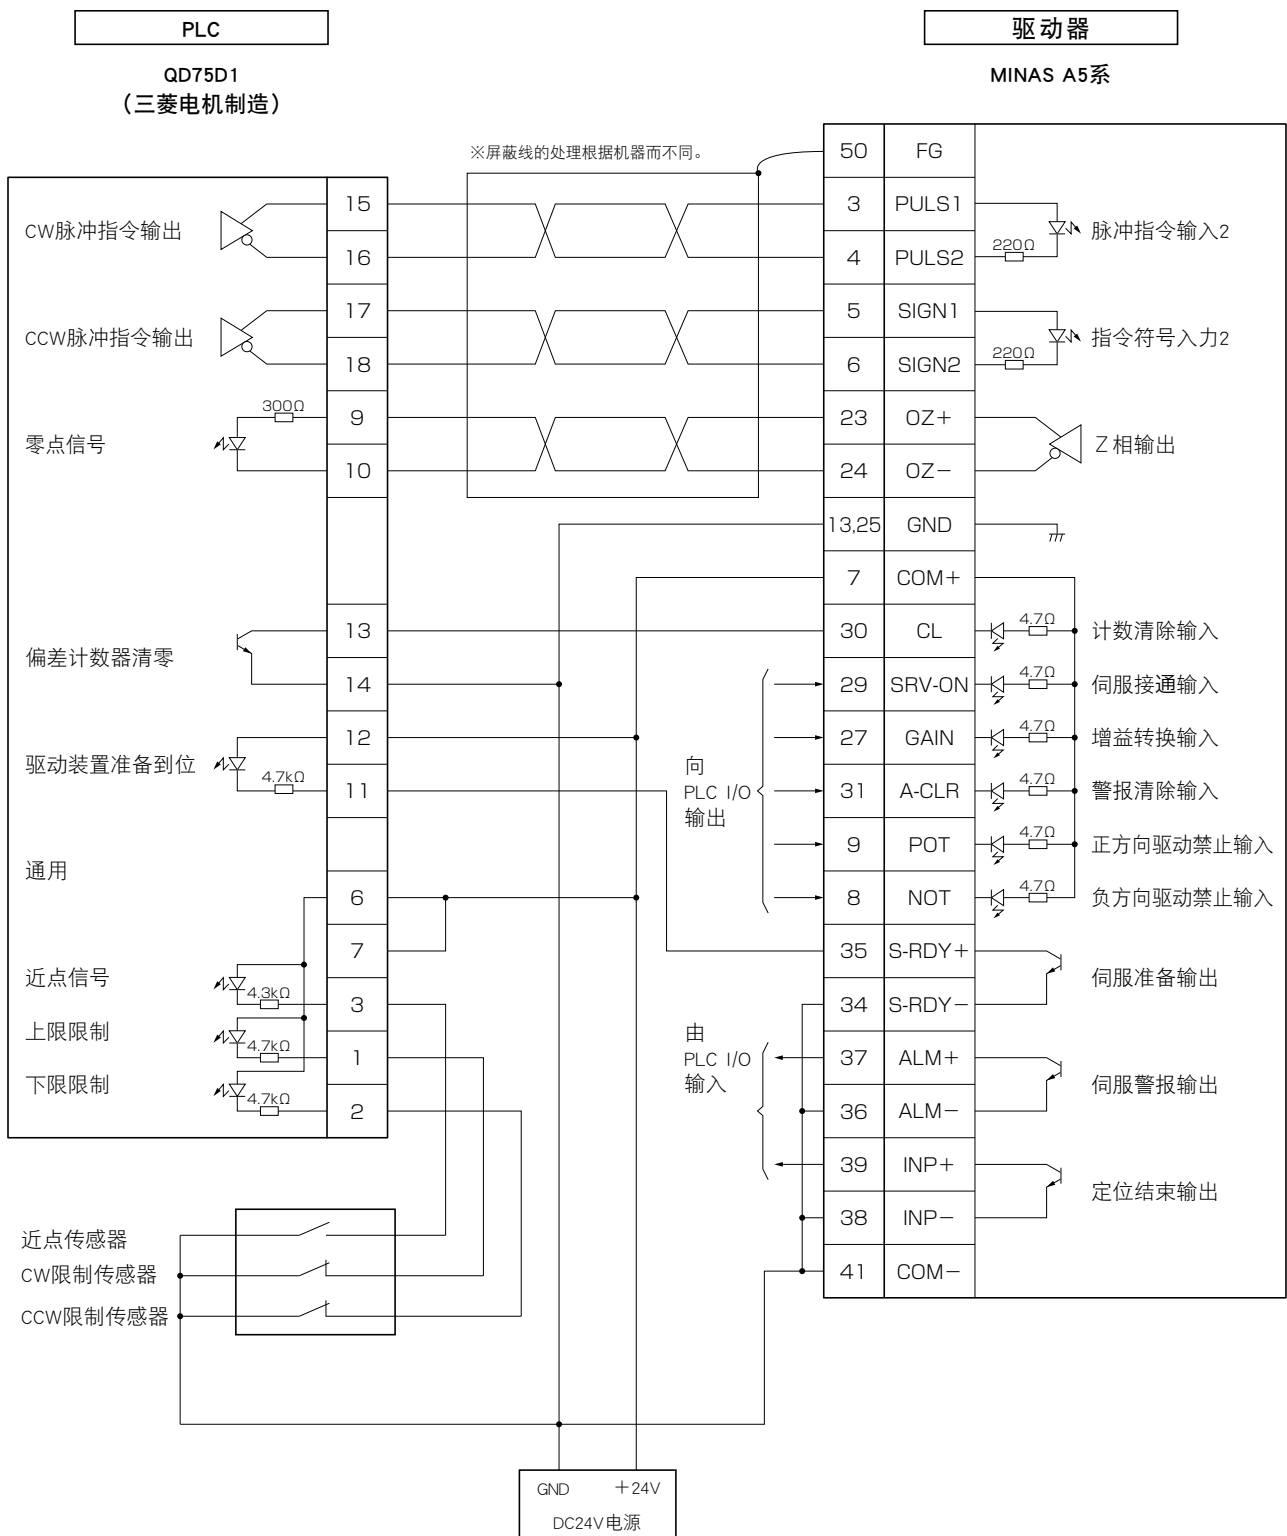 PLC
驱动器
QD75D1
（三菱电机制造）
MINAS A5系
※屏蔽线的处理根据机器而不同。
50 FG
CW脉冲指令输出
15
3 PULS1
脉冲指令输入2
16
4 PULS2
220Ω
CCW脉冲指令输出
17
5 SIGN1
指令符号入力2
18
6 SIGN2
220Ω
零点信号
300Ω
9
23 OZ+
Z相输出
10
24 OZ−
13,25 GND
7 COM+
偏差计数器清零
13
30 CL
4.7Ω
计数清除输入
14
29 SRV-ON
4.7Ω
伺服接通输入
驱动装置准备到位
12
27 GAIN
4.7Ω
增益转换输入
4.7kΩ
11
31 A-CLR
4.7Ω
警报清除输入
向
PLC I/O
输出
9 POT
4.7Ω
正方向驱动禁止输入
通用
6
8 NOT
4.7Ω
负方向驱动禁止输入
7
35 S-RDY+
伺服准备输出
近点信号
4.3kΩ
3
34 S-RDY−
上限限制
4.7kΩ
1
由
PLC I/O
输入
37 ALM+
伺服警报输出
下限限制
4.7kΩ
2
36 ALM−
39 INP+
定位结束输出
38 INP−
41 COM−
近点传感器
CW限制传感器
CCW限制传感器
GND +24V
DC24V电源